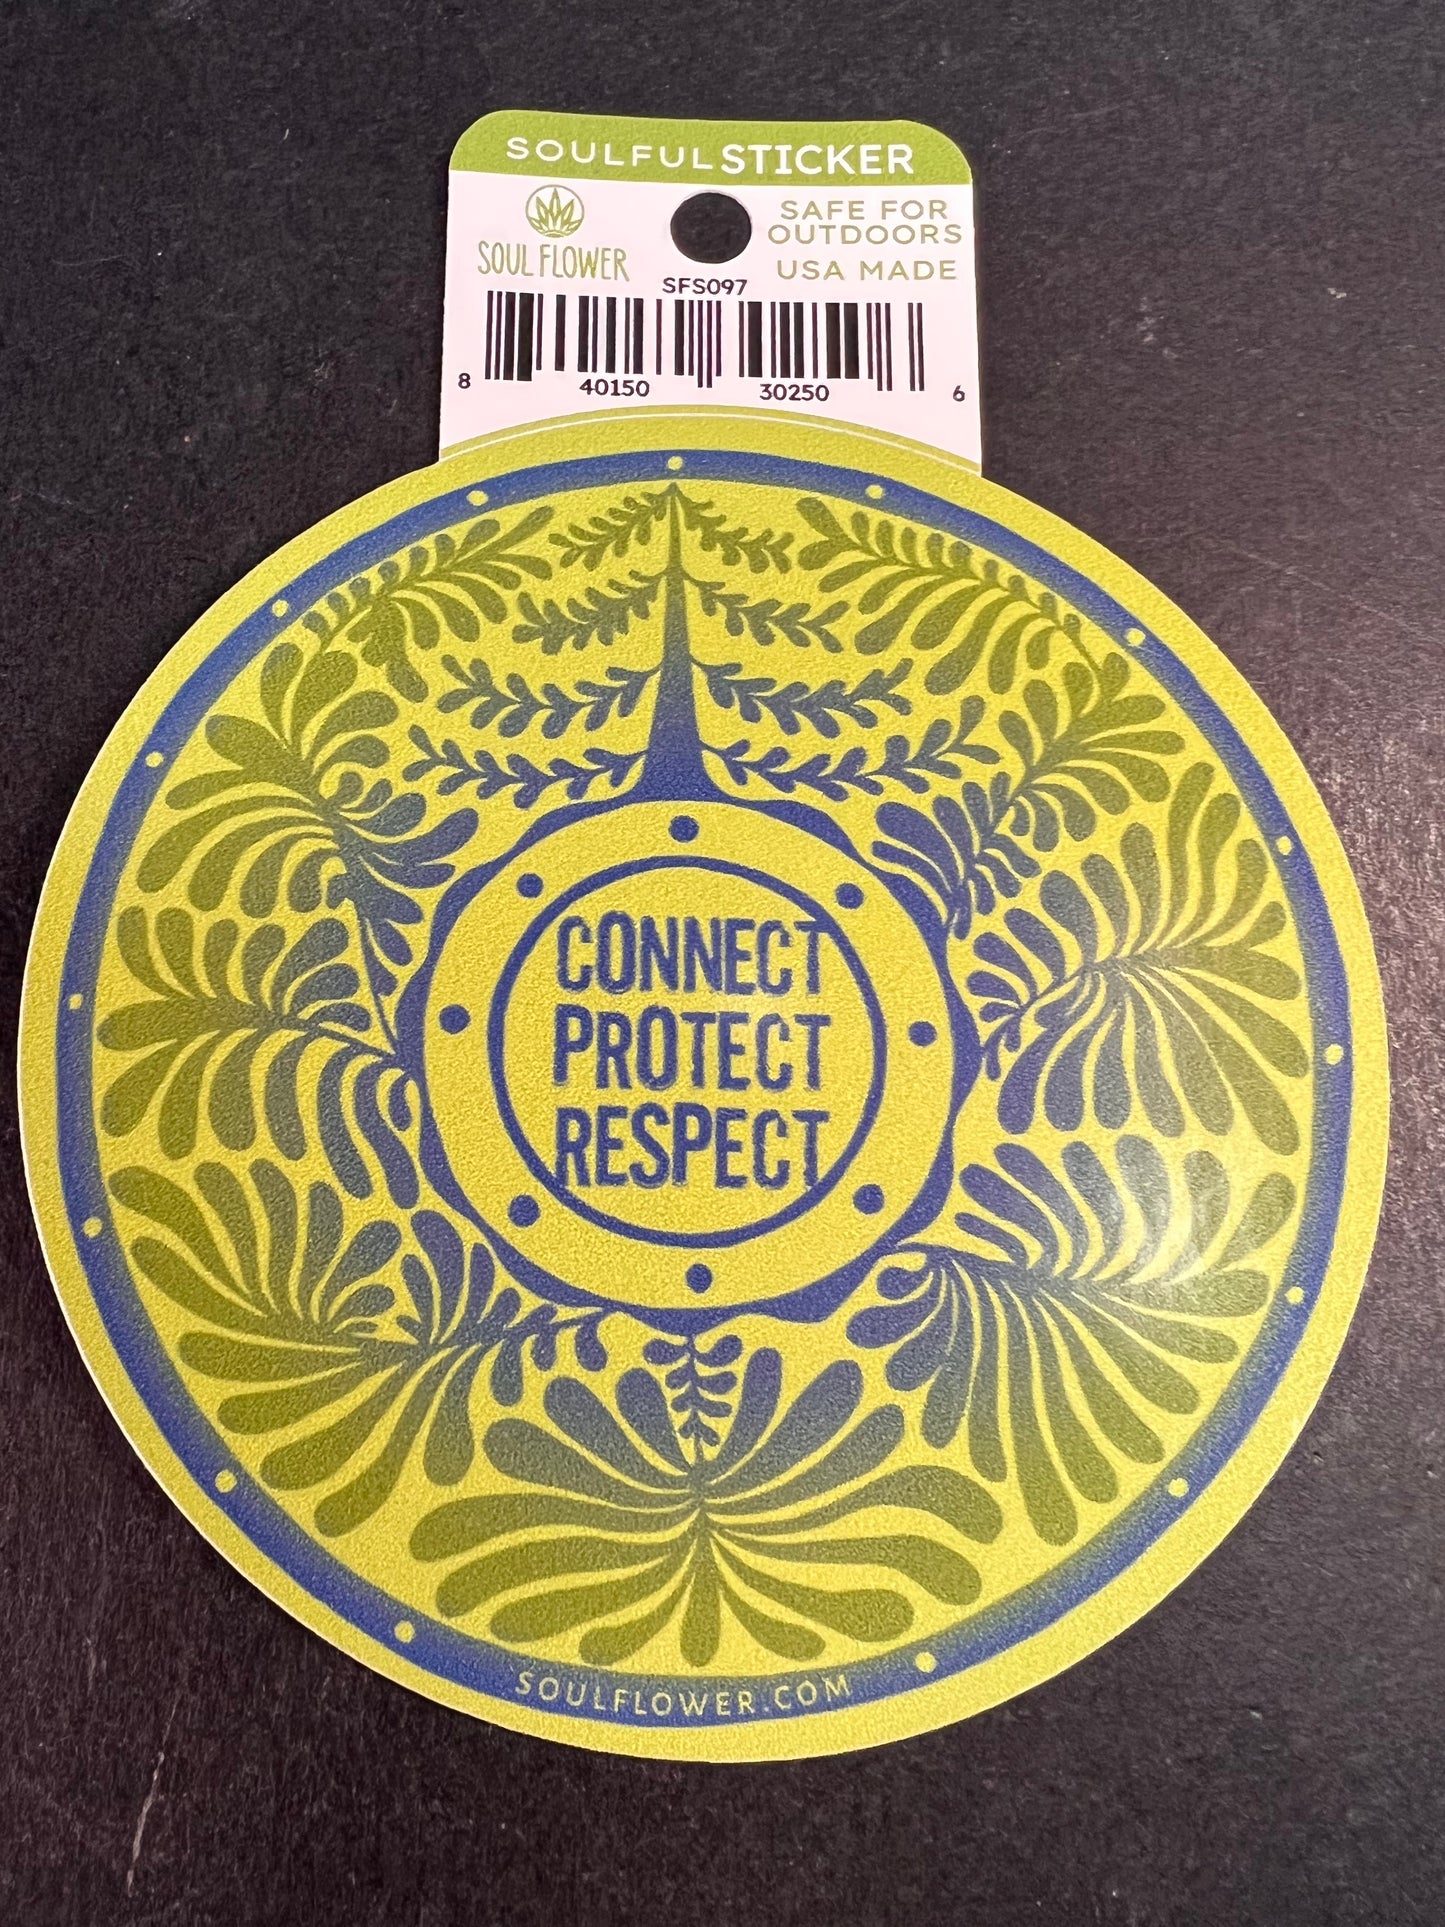 SOULFUL STICKER
SOUL FLOWER
SAFE FOR
OUTDOORS
USA MADE
SFS097
8 40150 30250 6
CONNECT
PROTECT
RESPECT
SOULFLOWER.COM